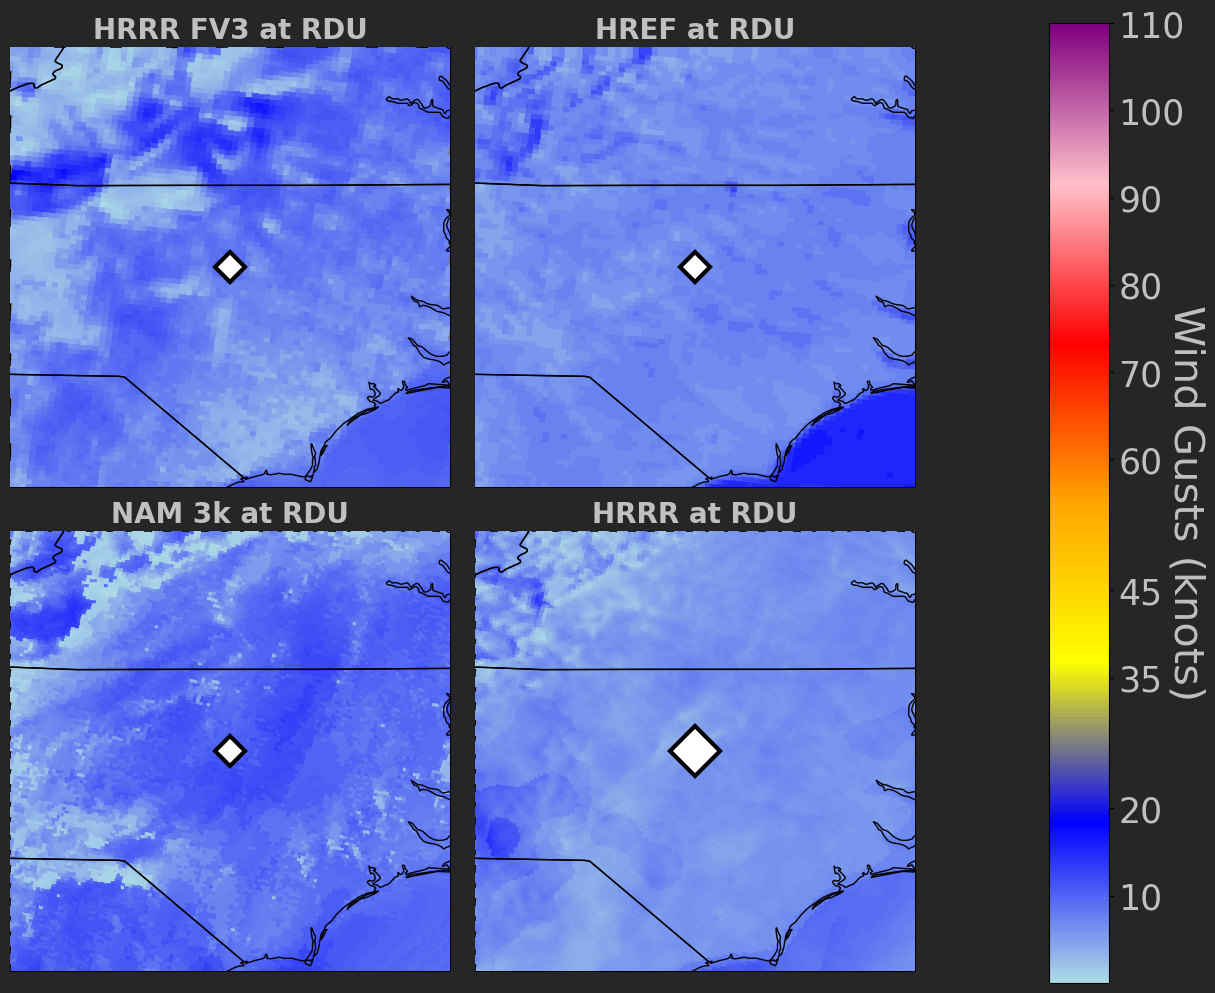 HRRR FV3 at RDU
HREF at RDU
NAM 3k at RDU
HRRR at RDU
110
100
90
80
70
60
45
35
20
10
Wind Gusts (knots)